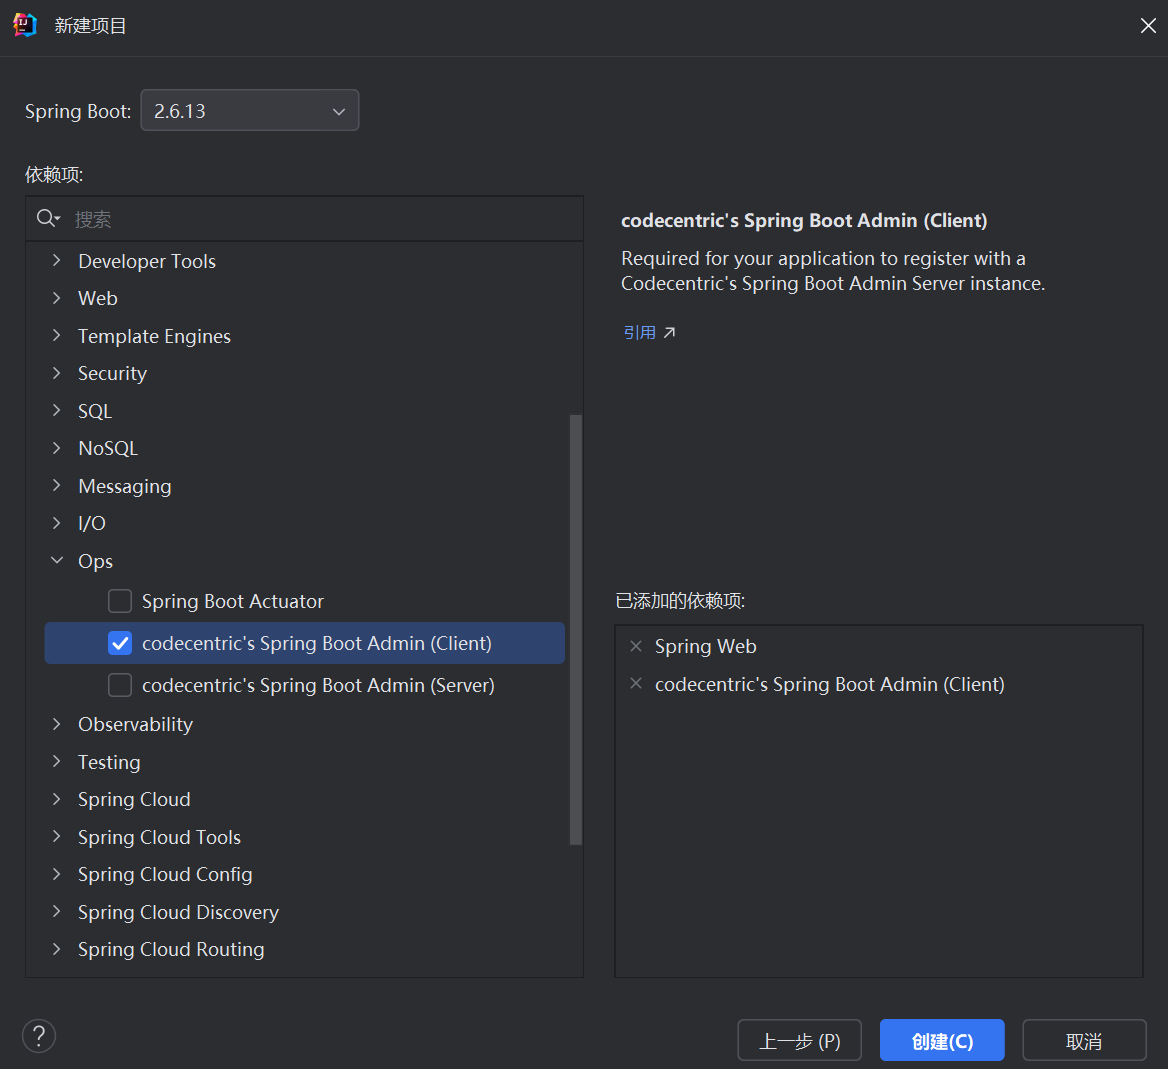 新建项目
Spring Boot: 2.6.13
依赖项:
搜索
Developer Tools
Web
Template Engines
Security
SQL
NoSQL
Messaging
I/O
Ops
Spring Boot Actuator
codecentric's Spring Boot Admin (Client)
codecentric's Spring Boot Admin (Server)
Observability
Testing
Spring Cloud
Spring Cloud Tools
Spring Cloud Config
Spring Cloud Discovery
Spring Cloud Routing
codecentric's Spring Boot Admin (Client)
Required for your application to register with a
Codecentric's Spring Boot Admin Server instance.
引用
已添加的依赖项:
Spring Web
codecentric's Spring Boot Admin (Client)
?
上一步 (P)
创建(C)
取消